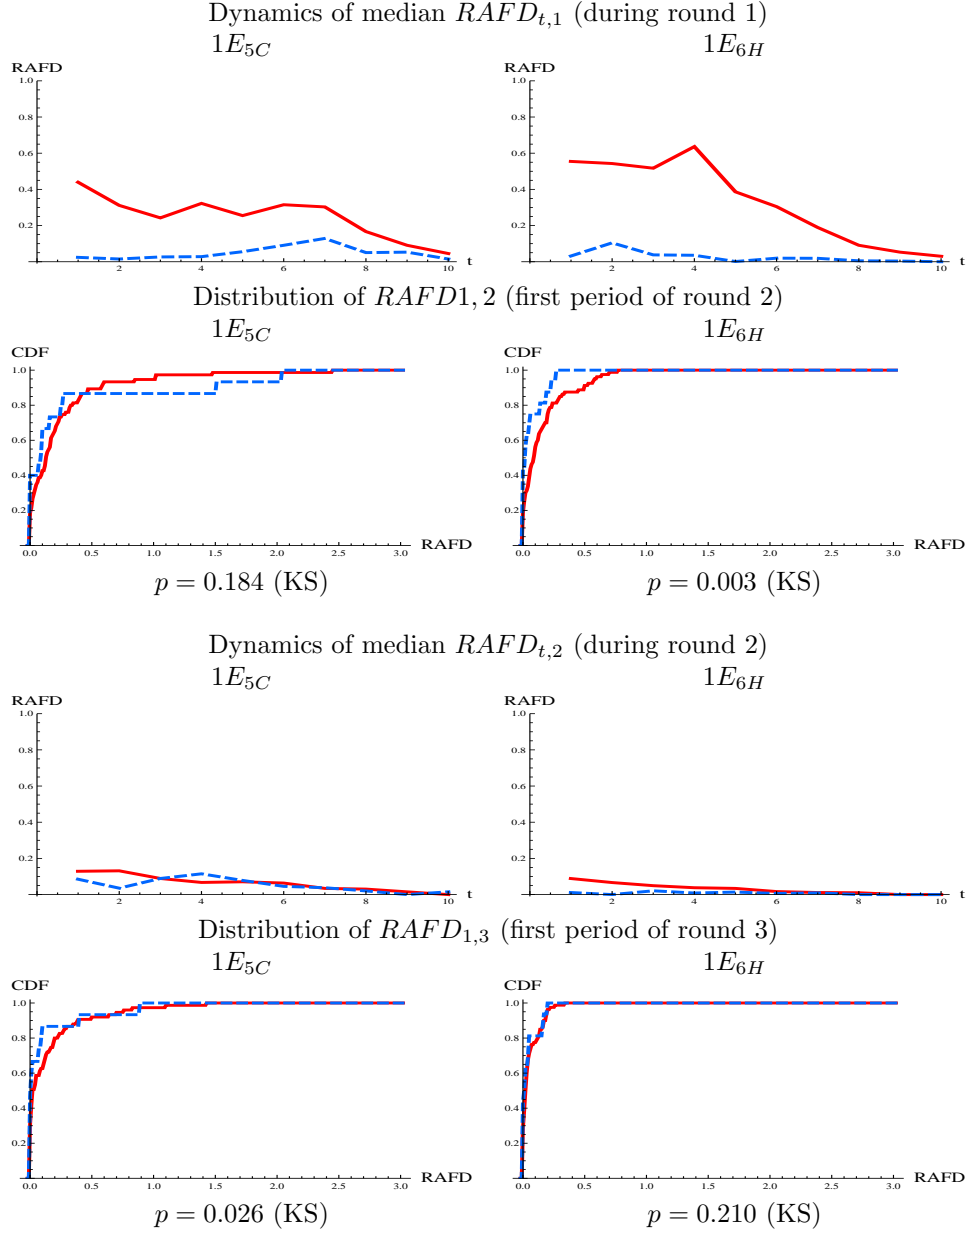 Dynamics of median RAFD_{t,1} (during round 1)
1E_{5C} 1E_{6H}
RAFD RAFD
1.0 1.0
0.8 0.8
0.6 0.6
0.4 0.4
0.2 0.2
2 4 6 8 10 t 2 4 6 8 10 t
Distribution of RAFD1, 2 (first period of round 2)
1E_{5C} 1E_{6H}
CDF CDF
1.0 1.0
0.8 0.8
0.6 0.6
0.4 0.4
0.2 0.2
0.0 0.5 1.0 1.5 2.0 2.5 3.0 RAFD 0.0 0.5 1.0 1.5 2.0 2.5 3.0 RAFD
p = 0.184 (KS) p = 0.003 (KS)
Dynamics of median RAFD_{t,2} (during round 2)
1E_{5C} 1E_{6H}
RAFD RAFD
1.0 1.0
0.8 0.8
0.6 0.6
0.4 0.4
0.2 0.2
2 4 6 8 10 t 2 4 6 8 10 t
Distribution of RAFD_{1,3} (first period of round 3)
1E_{5C} 1E_{6H}
CDF CDF
1.0 1.0
0.8 0.8
0.6 0.6
0.4 0.4
0.2 0.2
0.0 0.5 1.0 1.5 2.0 2.5 3.0 RAFD 0.0 0.5 1.0 1.5 2.0 2.5 3.0 RAFD
p = 0.026 (KS) p = 0.210 (KS)